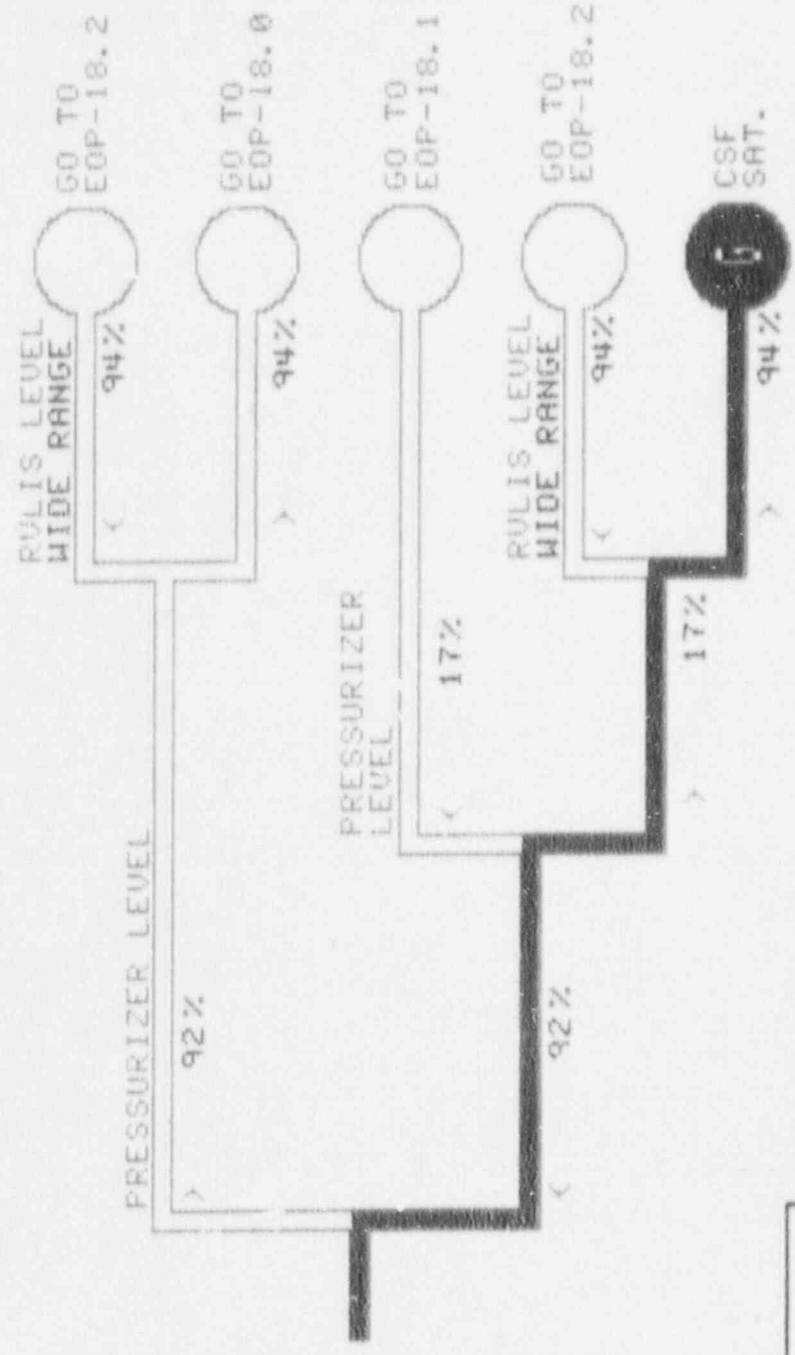 RVLIS LEVEL
WIDE RANGE
< 94%
GO TO
EOP-18.2
PRESSURIZER LEVEL
> 92%
> 94%
GO TO
EOP-18.0
PRESSURIZER
LEVEL
< 17%
GO TO
EOP-18.1
RVLIS LEVEL
WIDE RANGE
< 94%
GO TO
EOP-18.2
< 92%
> 17%
> 94%
G
CSF
SAT.